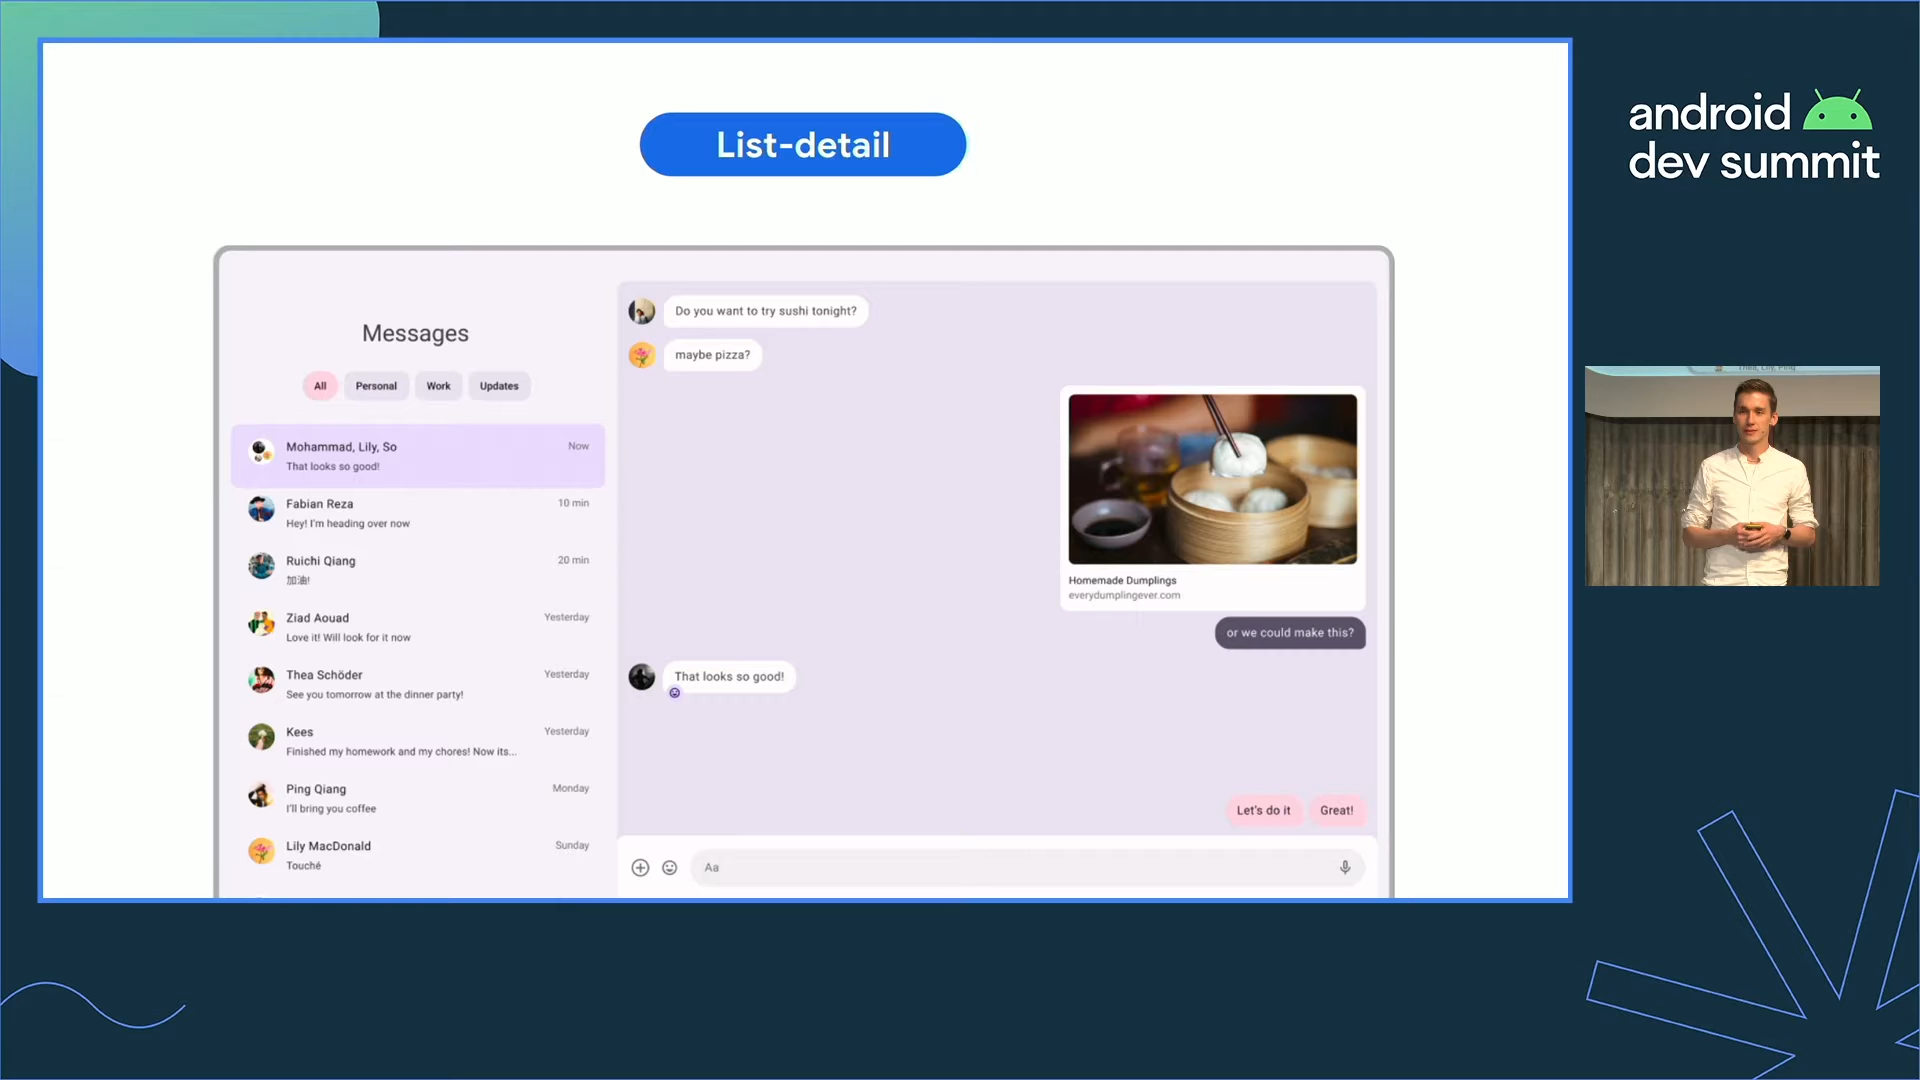 List-detail
android
dev summit
Messages
All
Personal
Work
Updates
Mohammad, Lily, So
Now
That looks so good!
Fabian Reza
10 min
Hey! I'm heading over now
Ruichi Qiang
20 min
加油!
Ziad Aouad
Yesterday
Love it! Will look for it now
Thea Schöder
Yesterday
See you tomorrow at the dinner party!
Kees
Yesterday
Finished my homework and my chores! Now its...
Ping Qiang
Monday
I'll bring you coffee
Lily MacDonald
Sunday
Touché
Do you want to try sushi tonight?
maybe pizza?
Homemade Dumplings
everydumplingever.com
or we could make this?
That looks so good!
Let's do it
Great!
Aa
Thea, Lily, Ping